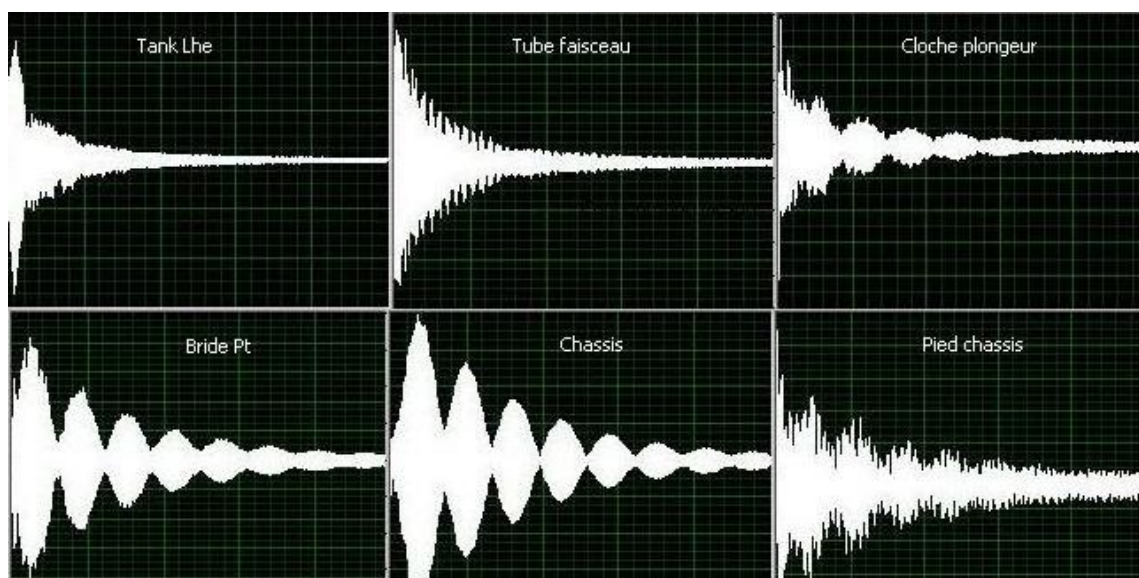 Tank Lhe
Tube faisceau
Cloche plongeur
Bride Pt
Chassis
Pied chassis